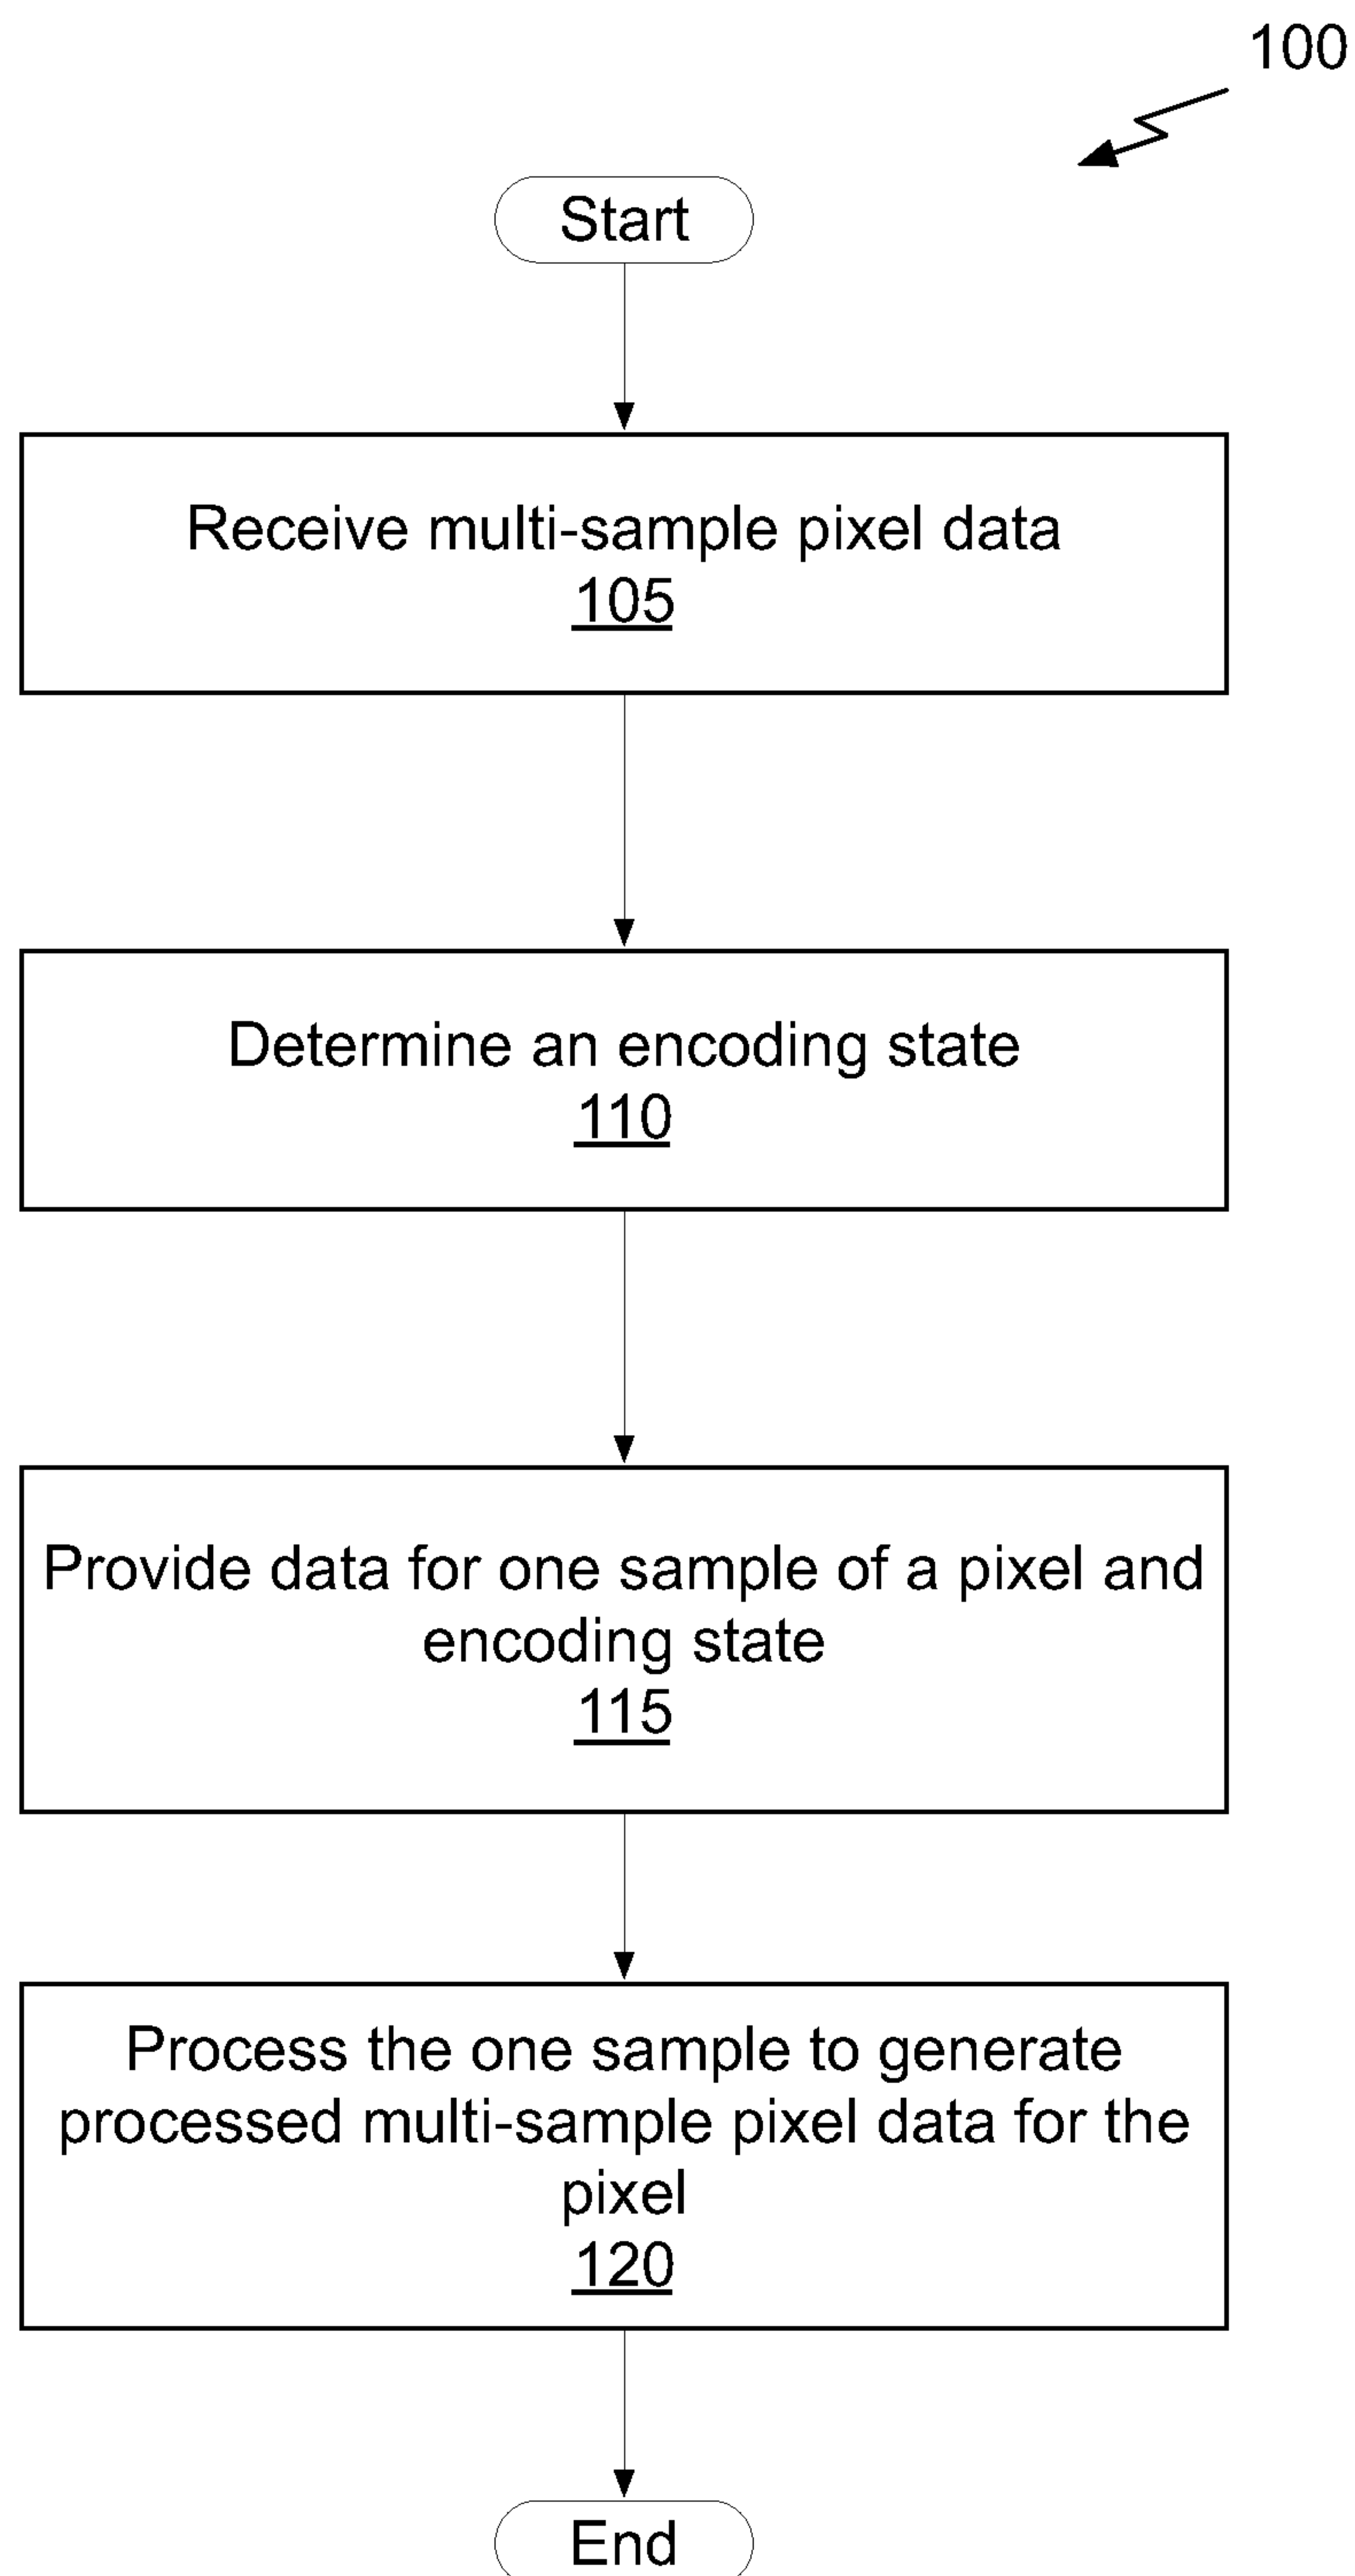 100
Start
Receive multi-sample pixel data
105
Determine an encoding state
110
Provide data for one sample of a pixel and
encoding state
115
Process the one sample to generate
processed multi-sample pixel data for the
pixel
120
End